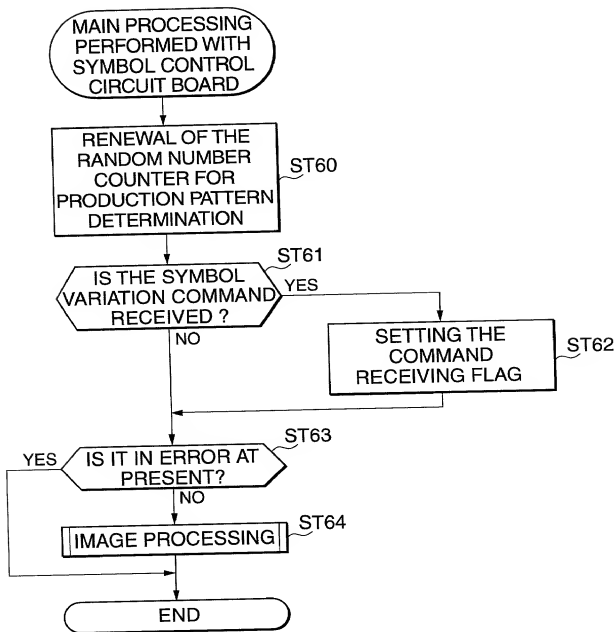 MAIN PROCESSING
PERFORMED WITH
SYMBOL CONTROL
CIRCUIT BOARD
RENEWAL OF THE
RANDOM NUMBER
COUNTER FOR
PRODUCTION PATTERN
DETERMINATION
ST60
ST61
IS THE SYMBOL
VARIATION COMMAND
RECEIVED ?
YES
NO
SETTING THE
COMMAND
RECEIVING FLAG
ST62
ST63
YES
IS IT IN ERROR AT
PRESENT?
NO
IMAGE PROCESSING
ST64
END